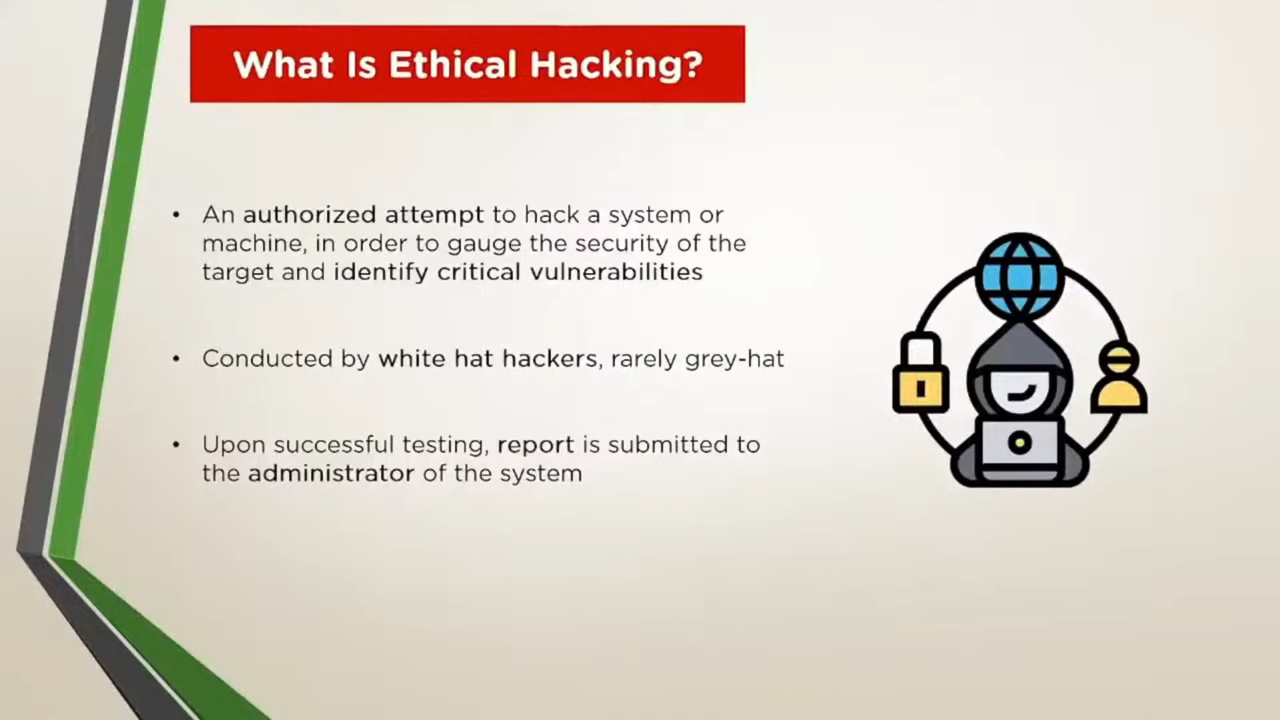 What Is Ethical Hacking?
• An authorized attempt to hack a system or
machine, in order to gauge the security of the
target and identify critical vulnerabilities
• Conducted by white hat hackers, rarely grey-hat
• Upon successful testing, report is submitted to
the administrator of the system